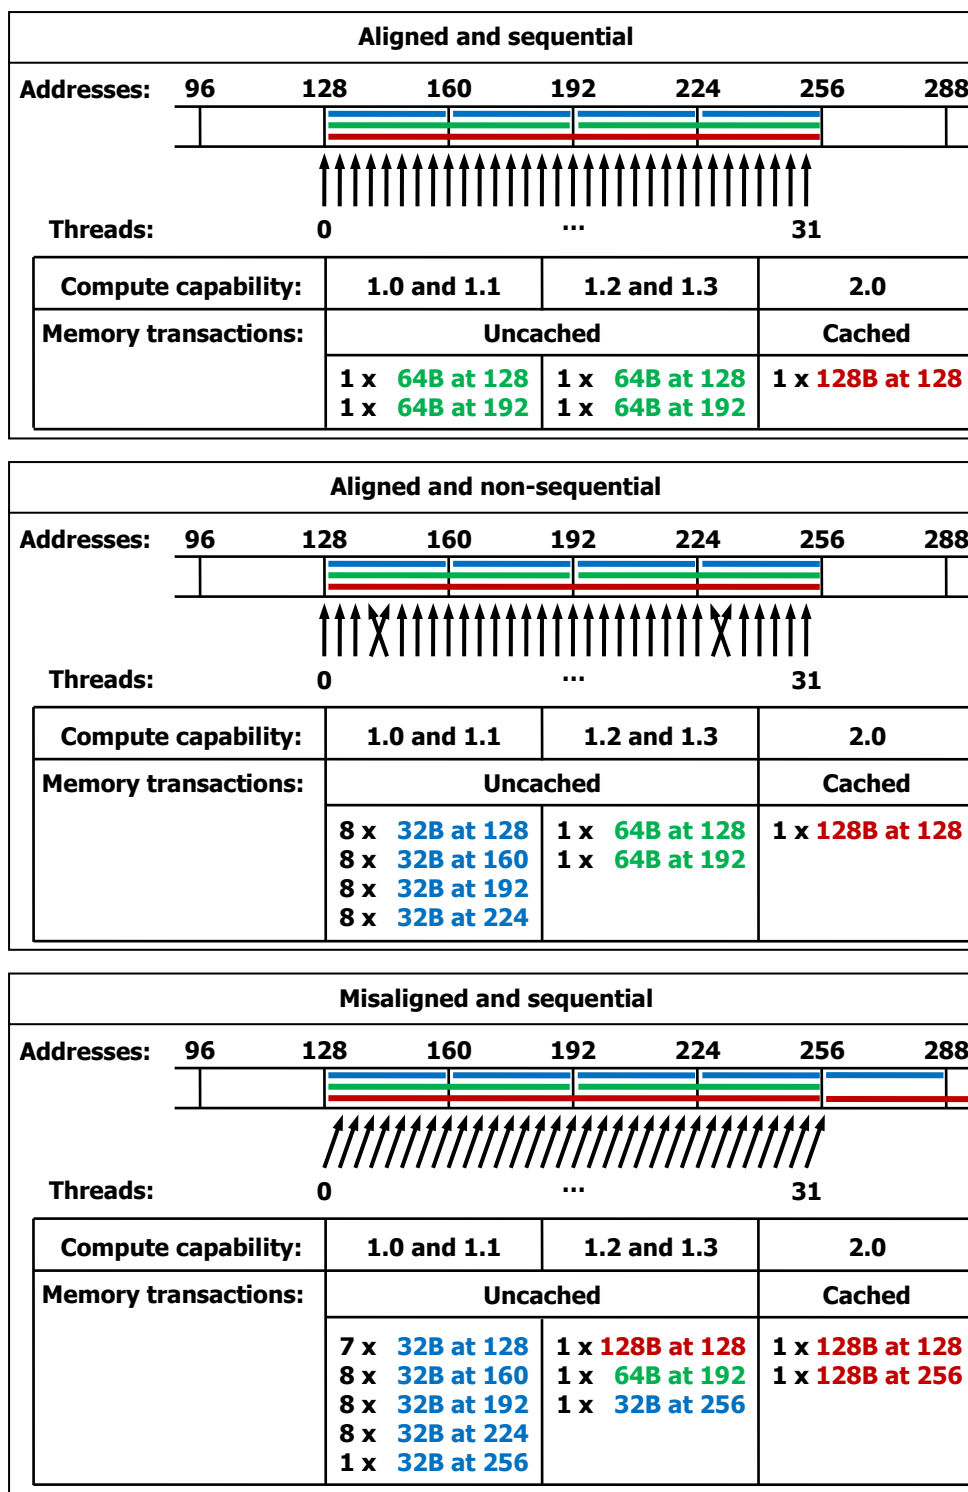 Aligned and sequential
Addresses: 96 128 160 192 224 256 288
Threads: 0 ... 31
Compute capability: 1.0 and 1.1 1.2 and 1.3 2.0
Memory transactions: Uncached Cached
1 x 64B at 128 1 x 64B at 128 1 x 128B at 128
1 x 64B at 192 1 x 64B at 192
Aligned and non-sequential
Addresses: 96 128 160 192 224 256 288
Threads: 0 ... 31
Compute capability: 1.0 and 1.1 1.2 and 1.3 2.0
Memory transactions: Uncached Cached
8 x 32B at 128 1 x 64B at 128 1 x 128B at 128
8 x 32B at 160 1 x 64B at 192
8 x 32B at 192
8 x 32B at 224
Misaligned and sequential
Addresses: 96 128 160 192 224 256 288
Threads: 0 ... 31
Compute capability: 1.0 and 1.1 1.2 and 1.3 2.0
Memory transactions: Uncached Cached
7 x 32B at 128 1 x 128B at 128 1 x 128B at 128
8 x 32B at 160 1 x 64B at 192 1 x 128B at 256
8 x 32B at 192 1 x 32B at 256
8 x 32B at 224
1 x 32B at 256